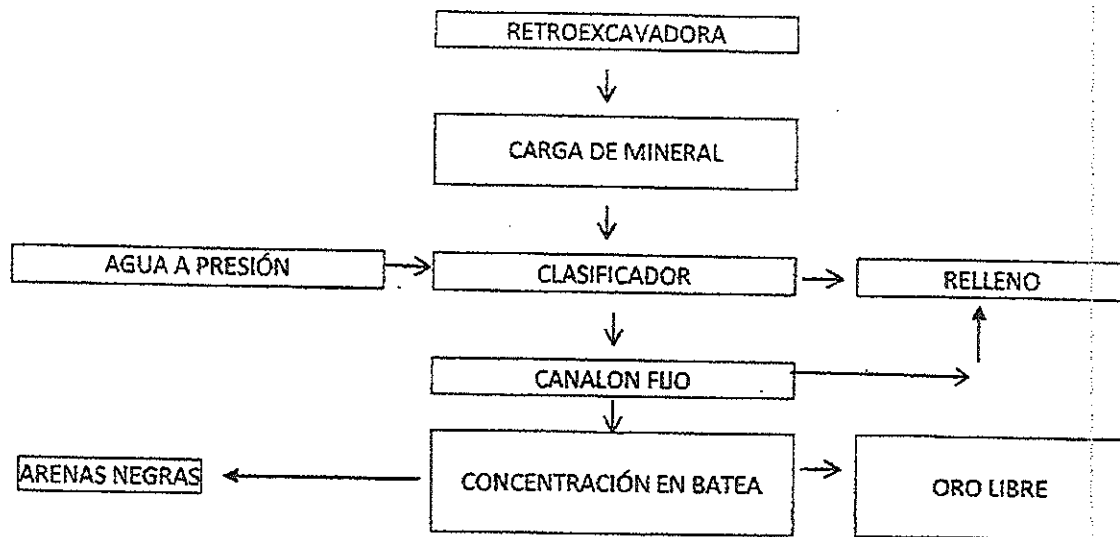 RETROEXCAVADORA
CARGA DE MINERAL
AGUA A PRESIÓN
CLASIFICADOR
RELLENO
CANALON FIJO
ARENAS NEGRAS
CONCENTRACIÓN EN BATEA
ORO LIBRE